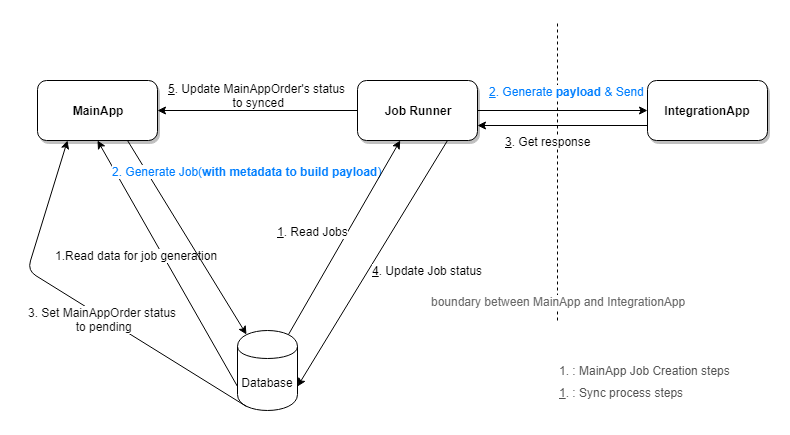 5. Update MainAppOrder's status
to synced
MainApp
Job Runner
2. Generate payload & Send
IntegrationApp
3. Get response
2. Generate Job(with metadata to build payload)
1. Read Jobs
1.Read data for job generation
4. Update Job status
boundary between MainApp and IntegrationApp
3. Set MainAppOrder status
to pending
Database
1. : MainApp Job Creation steps
1. : Sync process steps